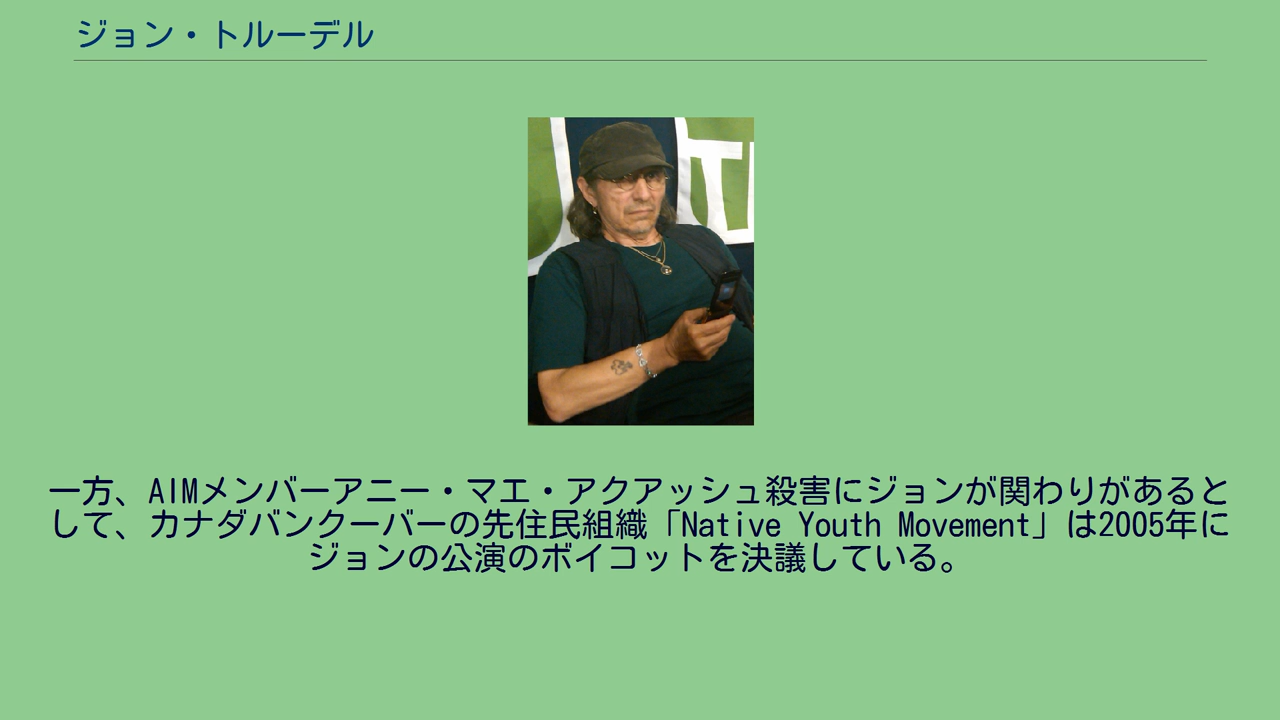 ジョン・トルーデル
一方、AIMメンバーアニー・マエ・アクアッシュ殺害にジョンが関わりがあると
して、カナダバンクーバーの先住民組織「Native Youth Movement」は2005年に
ジョンの公演のボイコットを決議している。